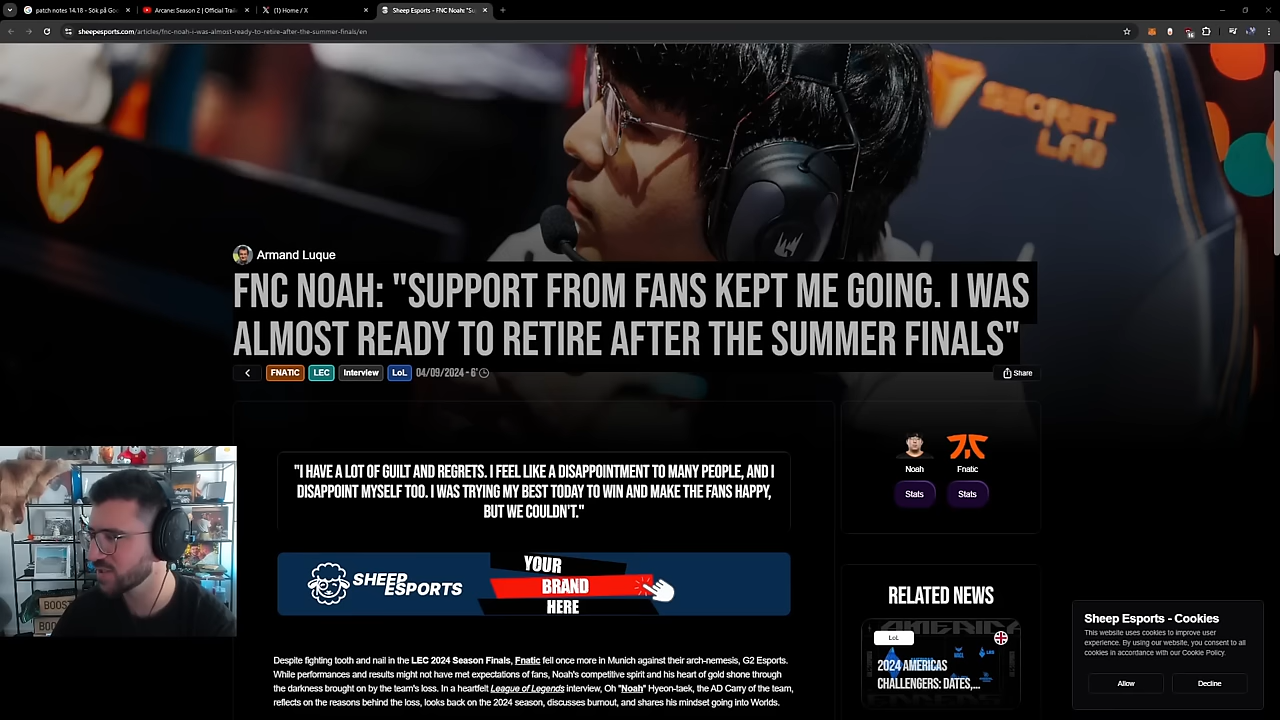 patch notes 14.18 - Sök på Goo
Arcane: Season 2 | Official Trail
(1) Home / X
Sheep Esports - FNC Noah: "Su
sheepesports.com/articles/fnc-noah-i-was-almost-ready-to-retire-after-the-summer-finals/en
SECRET
LAB
Armand Luque
FNC NOAH: "SUPPORT FROM FANS KEPT ME GOING. I WAS
ALMOST READY TO RETIRE AFTER THE SUMMER FINALS"
FNATIC LEC Interview LoL 04/09/2024 - 6'
Share
"I HAVE A LOT OF GUILT AND REGRETS. I FEEL LIKE A DISAPPOINTMENT TO MANY PEOPLE, AND I
DISAPPOINT MYSELF TOO. I WAS TRYING MY BEST TODAY TO WIN AND MAKE THE FANS HAPPY,
BUT WE COULDN'T."
Noah Fnatic
Stats Stats
SHEEP
ESPORTS
YOUR
BRAND
HERE
RELATED NEWS
LoL
2024 AMERICAS
CHALLENGERS: DATES,...
Despite fighting tooth and nail in the LEC 2024 Season Finals, Fnatic fell once more in Munich against their arch-nemesis, G2 Esports.
While performances and results might not have met expectations of fans, Noah's competitive spirit and his heart of gold shone through
the darkness brought on by the team's loss. In a heartfelt League of Legends interview, Oh "Noah" Hyeon-taek, the AD Carry of the team,
reflects on the reasons behind the loss, looks back on the 2024 season, discusses burnout, and shares his mindset going into Worlds.
Sheep Esports - Cookies
This website uses cookies to improve user
experience. By using our website, you consent to all
cookies in accordance with our Cookie Policy.
Allow Decline
BOOST